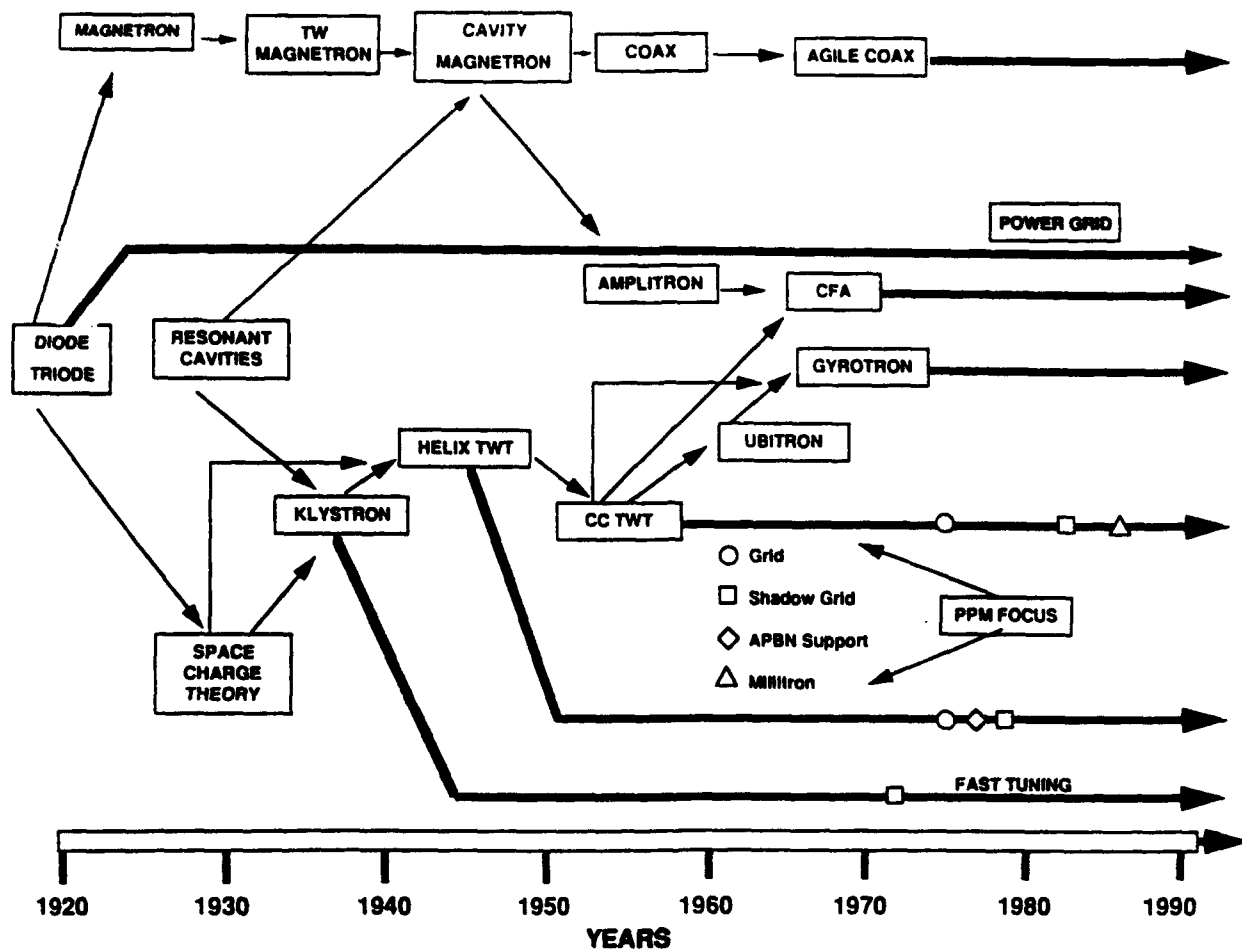 MAGNETRON
TW
MAGNETRON
CAVITY
MAGNETRON
COAX
AGILE COAX
POWER GRID
AMPLITRON
CFA
DIODE
TRIODE
RESONANT
CAVITIES
GYROTRON
HELIX TWT
UBITRON
KLYSTRON
CC TWT
Grid
Shadow Grid
APBN Support
Millitron
PPM FOCUS
SPACE
CHARGE
THEORY
FAST TUNING
1920 1930 1940 1950 1960 1970 1980 1990
YEARS